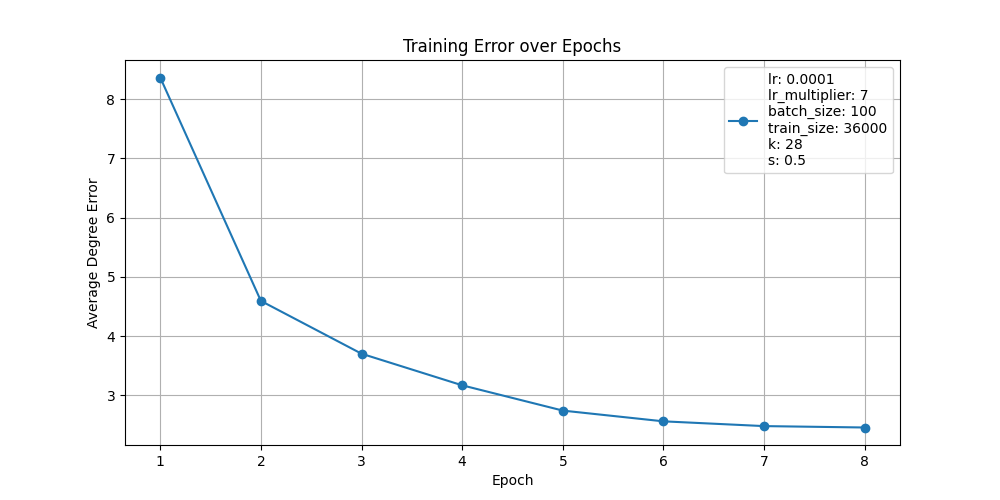 Training Error over Epochs
lr: 0.0001
lr_multiplier: 7
batch_size: 100
train_size: 36000
k: 28
s: 0.5
Average Degree Error
8
7
6
5
4
3
1 2 3 4 5 6 7 8
Epoch